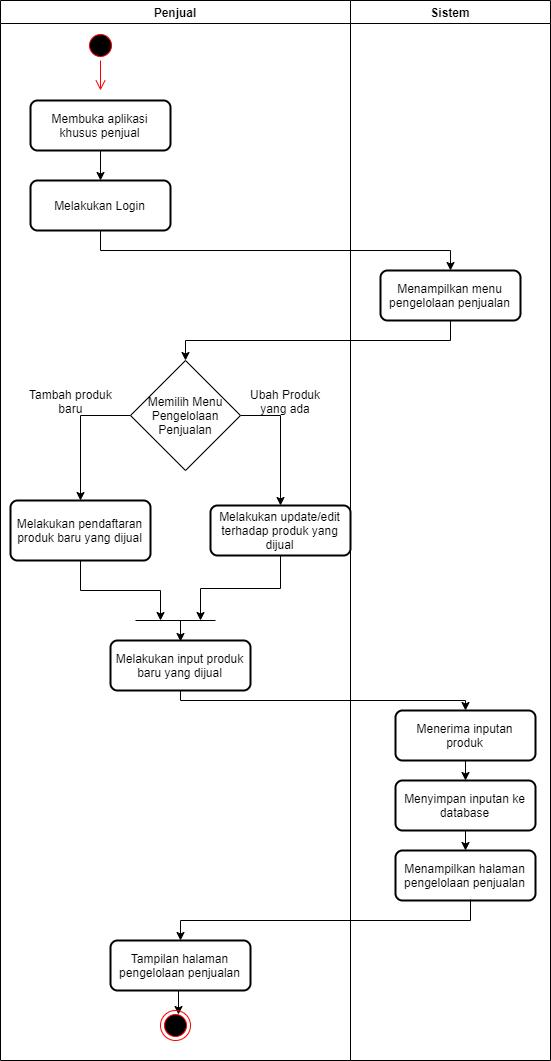 Penjual
Sistem
Membuka aplikasi
khusus penjual
Melakukan Login
Menampilkan menu
pengelolaan penjualan
Tambah produk
baru
Memilih Menu
Pengelolaan
Penjualan
Ubah Produk
yang ada
Melakukan pendaftaran
produk baru yang dijual
Melakukan update/edit
terhadap produk yang
dijual
Melakukan input produk
baru yang dijual
Menerima inputan
produk
Menyimpan inputan ke
database
Menampilkan halaman
pengelolaan penjualan
Tampilan halaman
pengelolaan penjualan